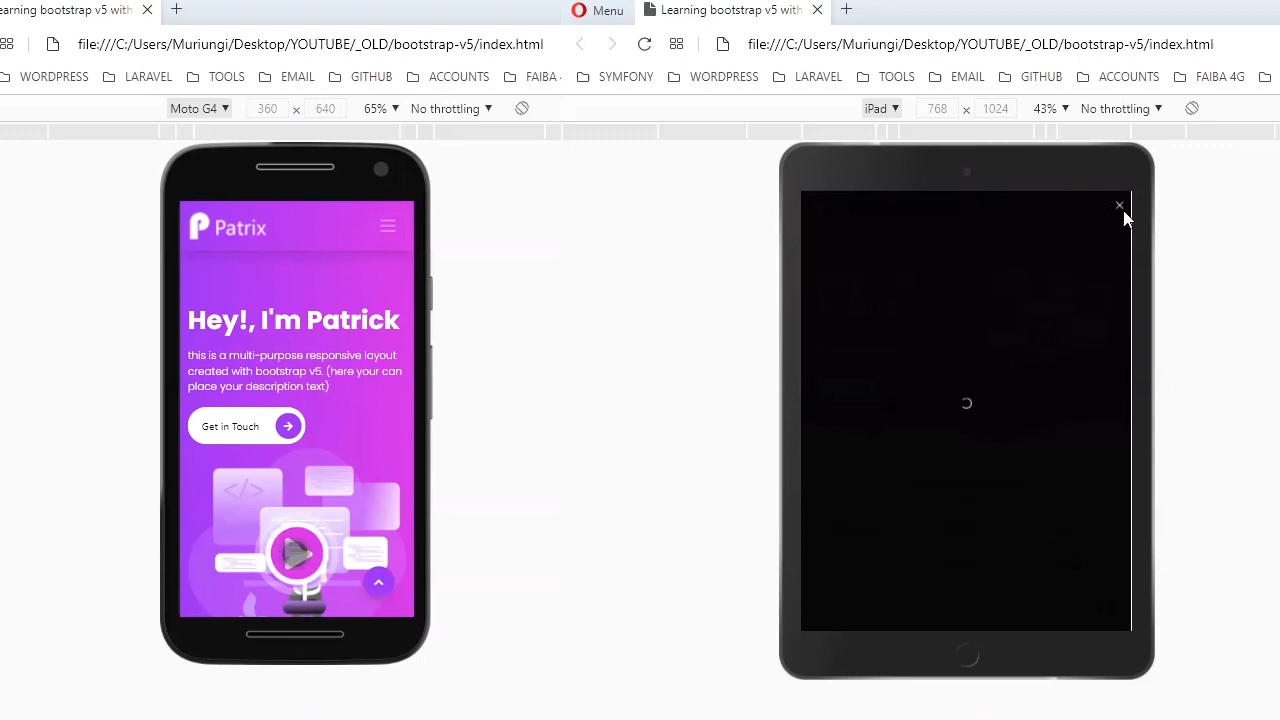 earning bootstrap v5 with
Menu
Learning bootstrap v5 with
file:///C:/Users/Muriungi/Desktop/YOUTUBE/_OLD/bootstrap-v5/index.html
file:///C:/Users/Muriungi/Desktop/YOUTUBE/_OLD/bootstrap-v5/index.html
WORDPRESS LARAVEL TOOLS EMAIL GITHUB ACCOUNTS FAIBA
SYMFONY WORDPRESS LARAVEL TOOLS EMAIL GITHUB ACCOUNTS FAIBA 4G
Moto G4 ▼ 360 x 640 65% ▼ No throttling ▼
iPad ▼ 768 x 1024 43% ▼ No throttling ▼
Patrix
Hey!, I'm Patrick
this is a multi-purpose responsive layout
created with bootstrap v5. (here your can
place your description text)
Get in Touch